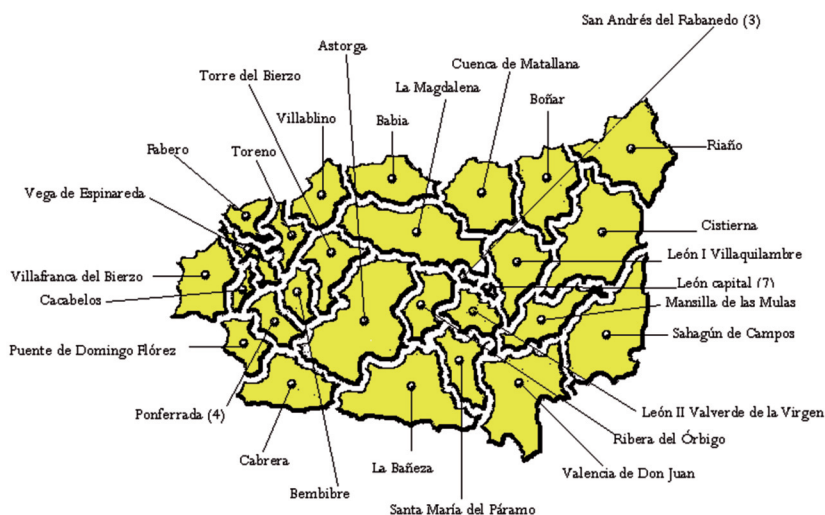 San Andrés del Rabanedo (3)
Astorga
Cuenca de Matallana
Torre del Bierzo
La Magdalena
Boñar
Villablino
Babia
Fabero
Toreno
Riaño
Vega de Espinareda
Cistierna
León I Villaquilambre
Villafranca del Bierzo
León capital (7)
Cacabelos
Mansilla de las Mulas
Sahagún de Campos
Puente de Domingo Flórez
León II Valverde de la Virgen
Ponferrada (4)
Ribera del Órbigo
Cabrera
La Bañeza
Valencia de Don Juan
Bembibre
Santa María del Páramo